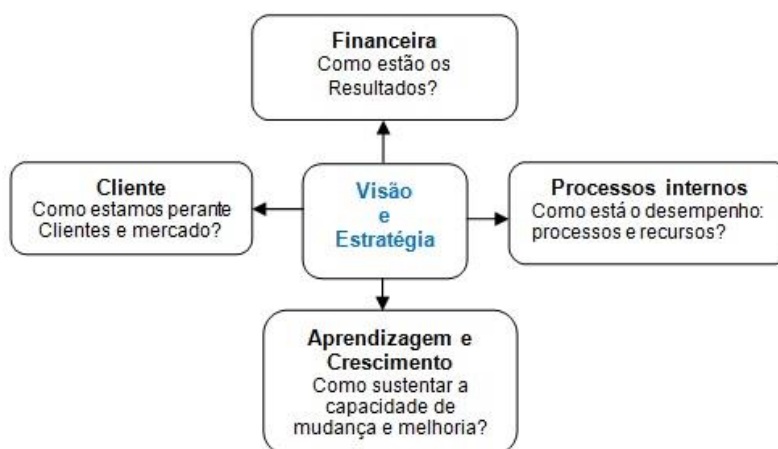 Financeira
Como estão os
Resultados?
Cliente
Como estamos perante
Clientes e mercado?
Visão
e
Estratégia
Processos internos
Como está o desempenho:
processos e recursos?
Aprendizagem e
Crescimento
Como sustentar a
capacidade de
mudança e melhoria?